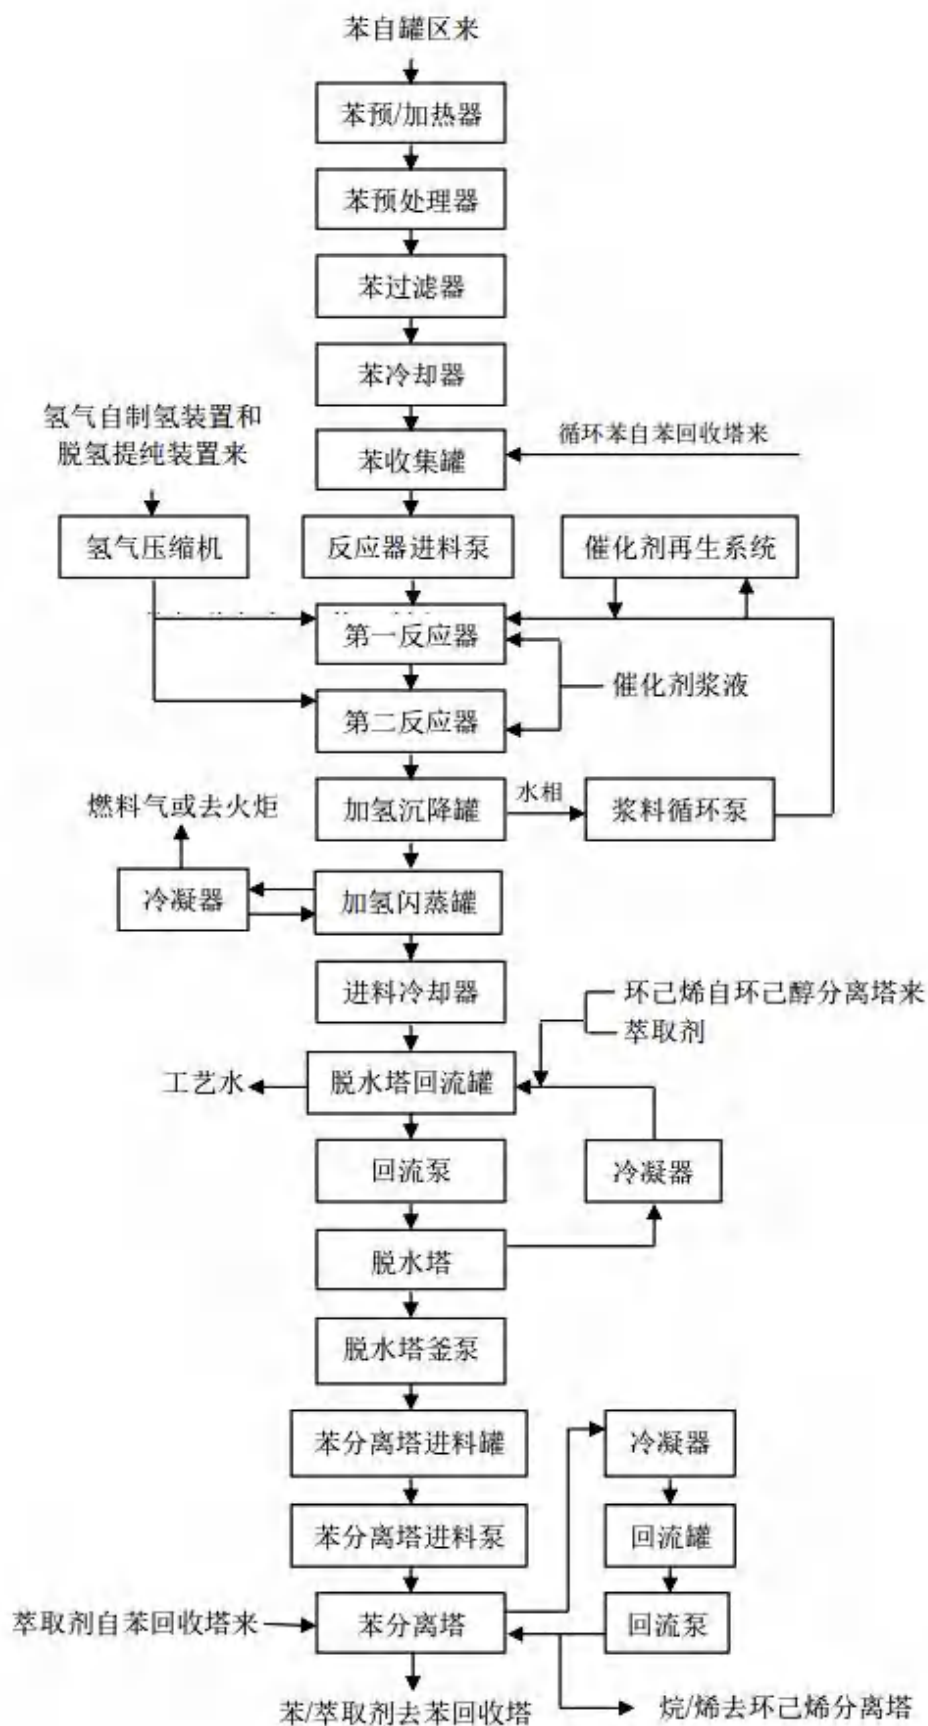 苯自罐区来
苯预/加热器
苯预处理器
苯过滤器
苯冷却器
氢气自制氢装置和
脱氢提纯装置来
循环苯自苯回收塔来
苯收集罐
氢气压缩机
反应器进料泵
催化剂再生系统
第一反应器
催化剂浆液
第二反应器
燃料气或去火炬
加氢沉降罐
水相
浆料循环泵
冷凝器
加氢闪蒸罐
进料冷却器
环己烯自环己醇分离塔来
萃取剂
工艺水
脱水塔回流罐
回流泵
冷凝器
脱水塔
脱水塔釜泵
苯分离塔进料罐
冷凝器
苯分离塔进料泵
回流罐
萃取剂自苯回收塔来
苯分离塔
回流泵
苯/萃取剂去苯回收塔
烷/烯去环己烯分离塔